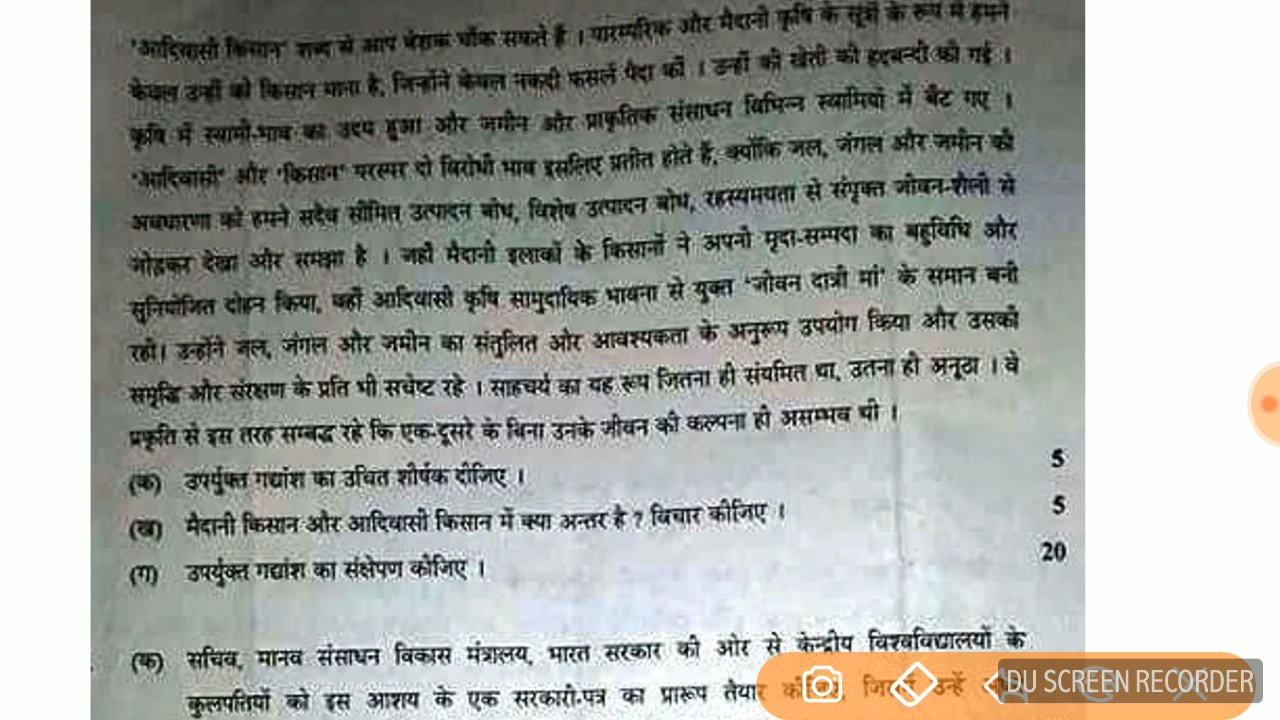 'आदिवासी किसान' शब्द से आप बेशक चौंक सकते हैं । पारम्परिक और मैदानी कृषि के सूत्रों के रूप में हमने
केवल उन्हीं को किसान माना है, जिन्होंने केवल नकदी फसलें पैदा कीं । उन्हीं की खेती की हदबन्दी की गई ।
कृषि में स्वामी-भाव का उदय हुआ और जमीन और प्राकृतिक संसाधन विभिन्न स्वामियों में बँट गए ।
'आदिवासी' और 'किसान' परस्पर दो विरोधी भाव इसलिए प्रतीत होते हैं, क्योंकि जल, जंगल और जमीन की
अवधारणा को हमने सदैव सीमित उत्पादन बोध, विशेष उत्पादन बोध, रहस्यमयता से संपृक्त जीवन-शैली से
जोड़कर देखा और समझा है । जहाँ मैदानी इलाकों के किसानों ने अपनी मृदा-सम्पदा का बहुविधि और
सुनियोजित दोहन किया, वहीं आदिवासी कृषि सामुदायिक भावना से युक्त 'जीवन दात्री मां' के समान बनी
रही। उन्होंने जल, जंगल और जमीन का संतुलित और आवश्यकता के अनुरूप उपयोग किया और उसकी
समृद्धि और संरक्षण के प्रति भी सचेष्ट रहे । साहचर्य का यह रूप जितना ही संयमित था, उतना ही अनूठा । वे
प्रकृति से इस तरह सम्बद्ध रहे कि एक-दूसरे के बिना उनके जीवन की कल्पना ही असम्भव थी ।
(क) उपर्युक्त गद्यांश का उचित शीर्षक दीजिए । 5
(ख) मैदानी किसान और आदिवासी किसान में क्या अन्तर है ? विचार कीजिए । 5
(ग) उपर्युक्त गद्यांश का संक्षेपण कीजिए । 20
(क) सचिव, मानव संसाधन विकास मंत्रालय, भारत सरकार की ओर से केन्द्रीय विश्वविद्यालयों के
कुलपतियों को इस आशय के एक सरकारी-पत्र का प्रारूप तैयार उन्हें
DU SCREEN RECORDER